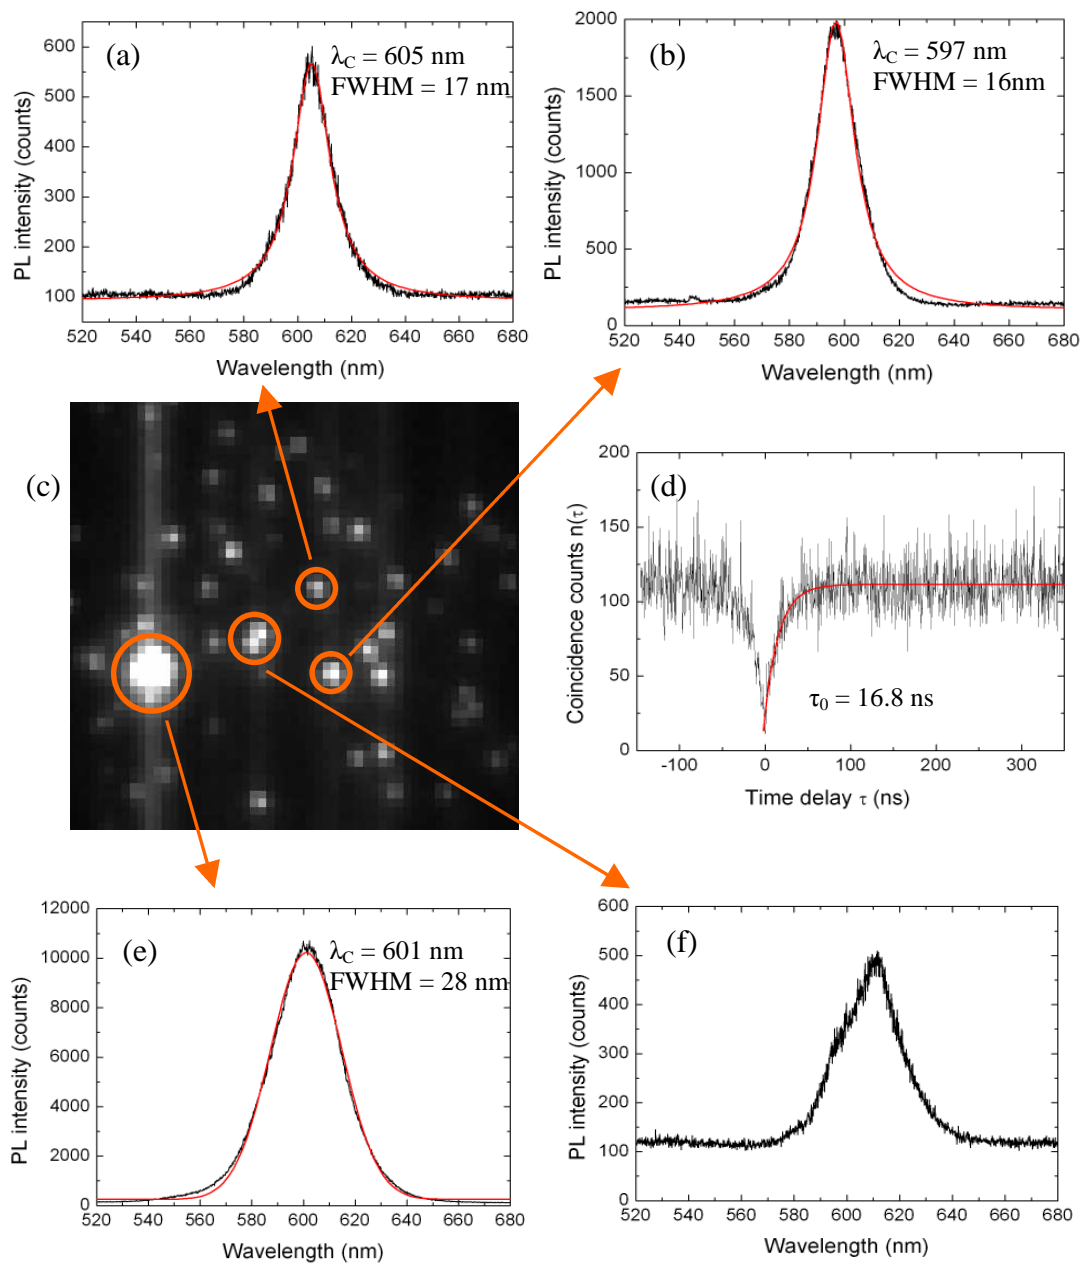 (a)
λC = 605 nm
FWHM = 17 nm
PL intensity (counts)
600
500
400
300
200
100
520 540 560 580 600 620 640 660 680
Wavelength (nm)
(b)
λC = 597 nm
FWHM = 16nm
PL intensity (counts)
2000
1500
1000
500
0
520 540 560 580 600 620 640 660 680
Wavelength (nm)
(c)
(d)
Coincidence counts n(τ)
200
150
100
50
0
τ0 = 16.8 ns
-100 0 100 200 300
Time delay τ (ns)
(e)
λC = 601 nm
FWHM = 28 nm
PL intensity (counts)
12000
10000
8000
6000
4000
2000
0
520 540 560 580 600 620 640 660 680
Wavelength (nm)
(f)
PL intensity (counts)
600
500
400
300
200
100
0
520 540 560 580 600 620 640 660 680
Wavelength (nm)